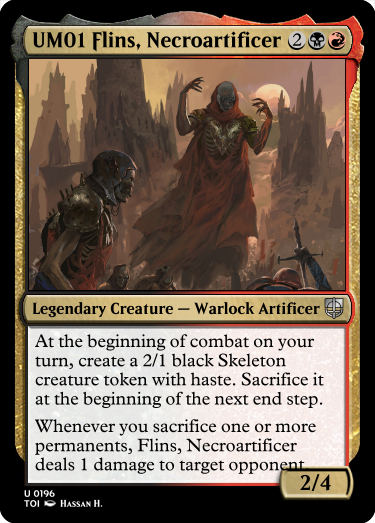 UM01 Flins, Necroartificer 2
Legendary Creature — Warlock Artificer
At the beginning of combat on your
turn, create a 2/1 black Skeleton
creature token with haste. Sacrifice it
at the beginning of the next end step.
Whenever you sacrifice one or more
permanents, Flins, Necroartificer
deals 1 damage to target opponent
2/4
U 0196
TOI HASSAN H.